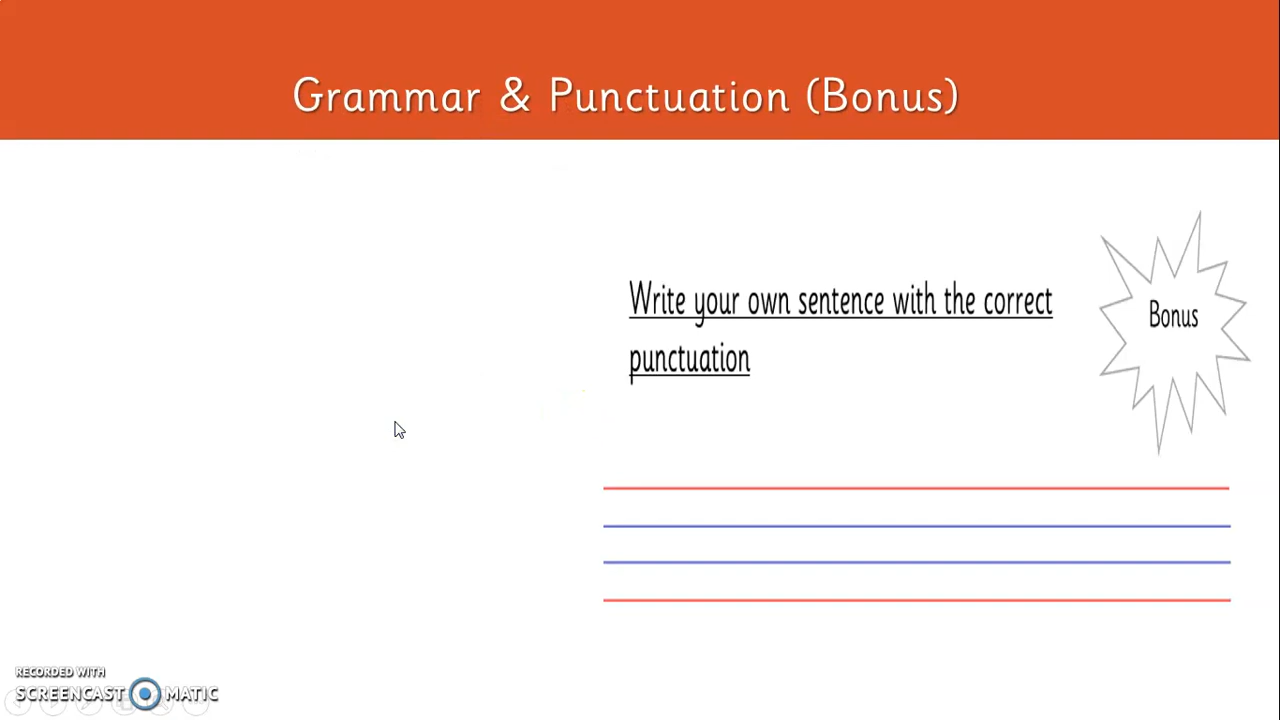 Grammar & Punctuation (Bonus)
Write your own sentence with the correct
punctuation
Bonus
RECORDED WITH
SCREENCAST MATIC